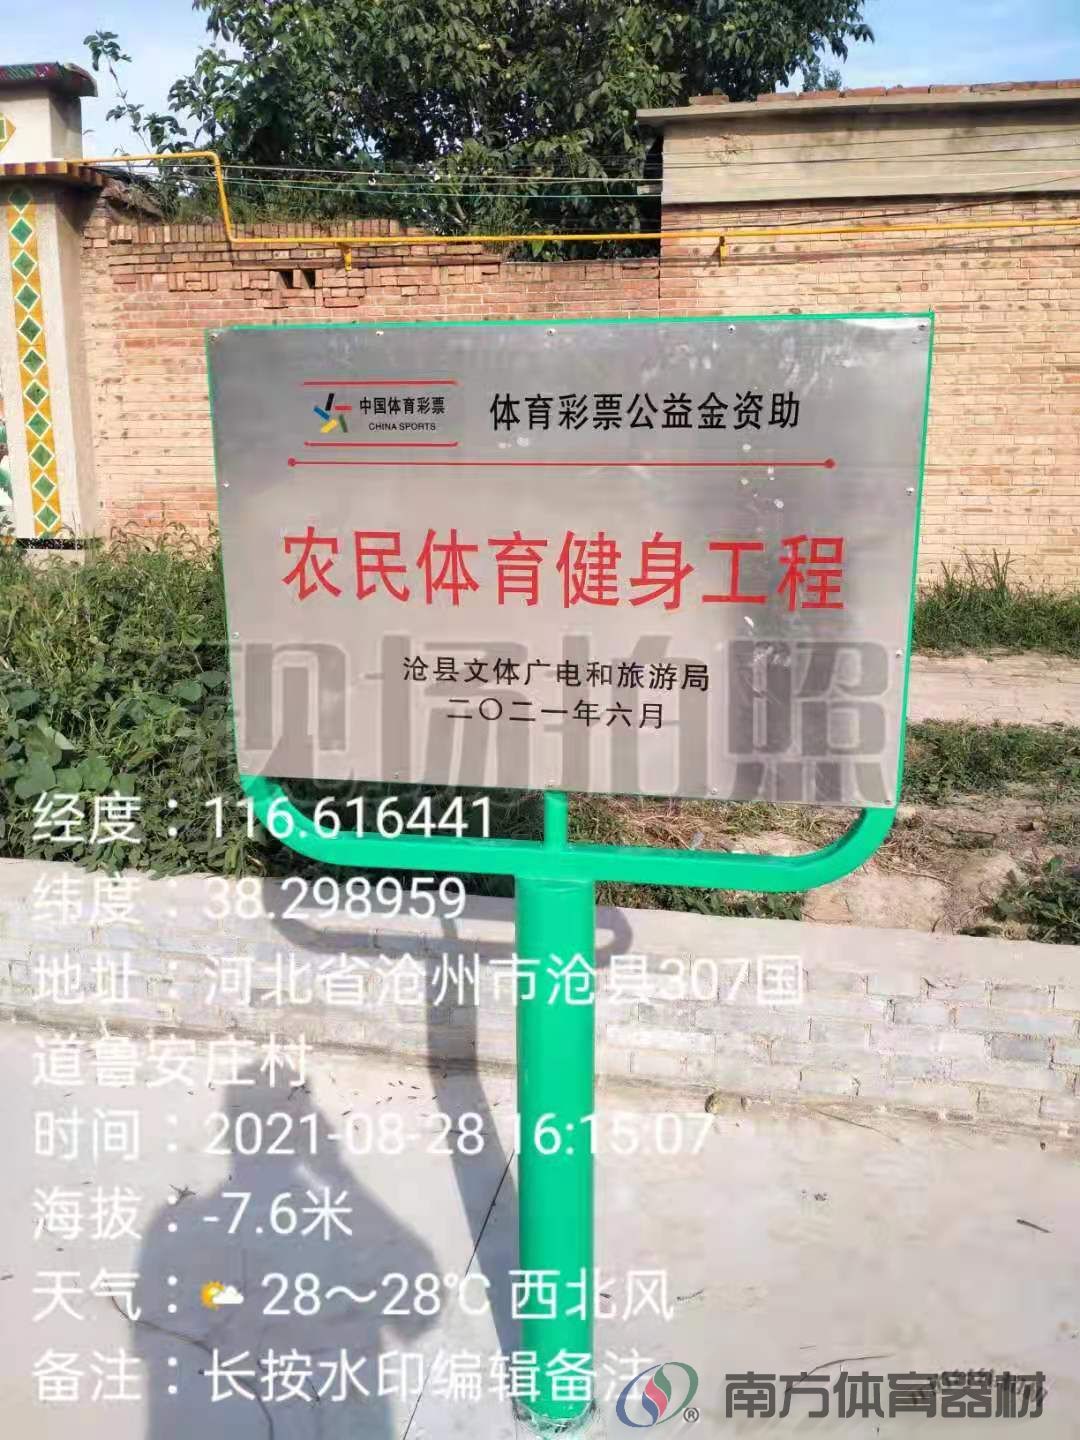 中国体育彩票
CHINA SPORTS
体育彩票公益金资助
农民体育健身工程
沧县文体广电和旅游局
二〇二一年六月
现场拍照
经度：116.616441
纬度：38.298959
地址：河北省沧州市沧县307国
道鲁安庄村
时间：2021-08-28 16:15:07
海拔：-7.6米
天气：28～28℃ 西北风
备注：长按水印编辑备注
®南方体育器材